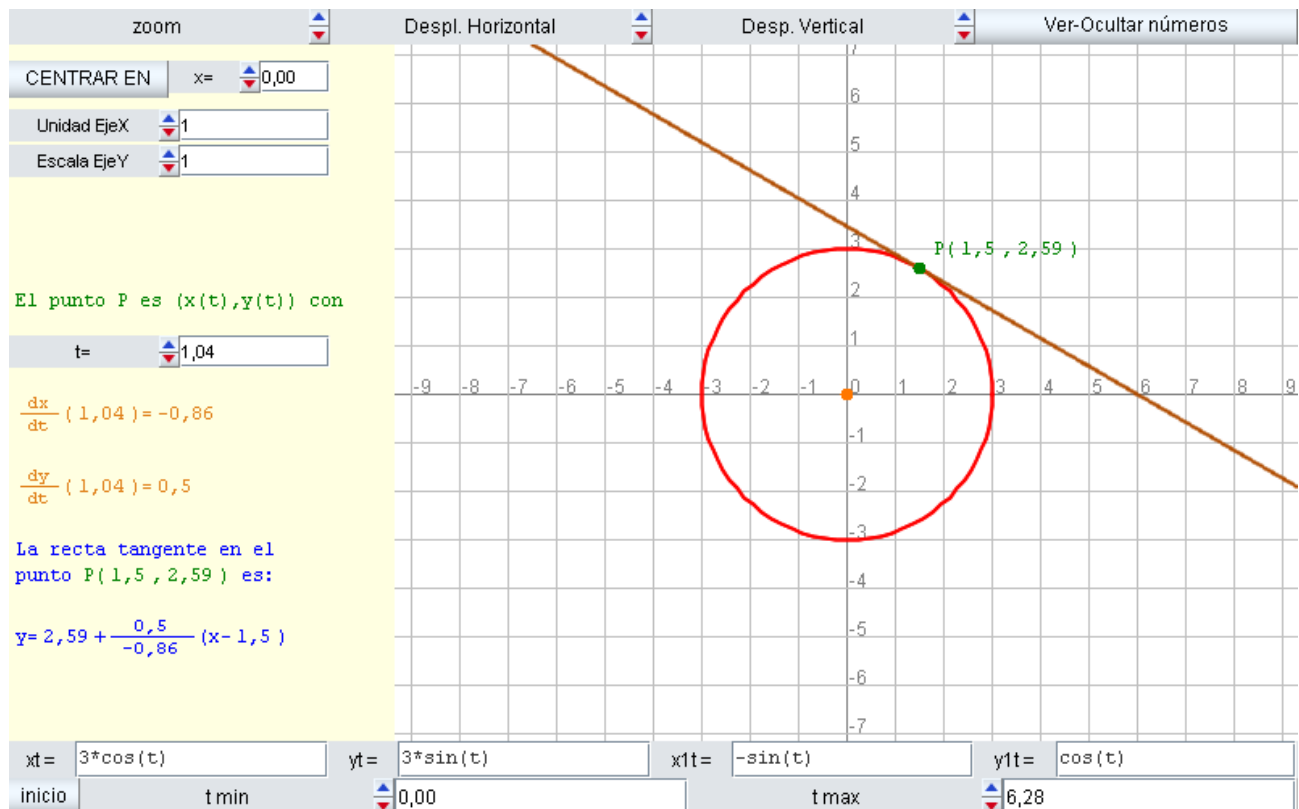 zoom Despl. Horizontal Desp. Vertical Ver-Ocultar números
CENTRAR EN x= 0,00
Unidad EjeX 1
Escala EjeY 1
El punto P es (x(t),y(t)) con
t= 1,04
dx/dt ( 1,04 )= -0,86
dy/dt ( 1,04 )= 0,5
La recta tangente en el
punto P( 1,5 , 2,59 ) es:
y= 2,59 + 0,5/-0,86 (x- 1,5 )
7
6
5
4
3
P( 1,5 , 2,59 )
2
1
-9 -8 -7 -6 -5 -4 -3 -2 -1 0 1 2 3 4 5 6 7 8 9
-1
-2
-3
-4
-5
-6
-7
xt= 3*cos(t) yt= 3*sin(t) x1t= -sin(t) y1t= cos(t)
inicio t min 0,00 t max 6,28